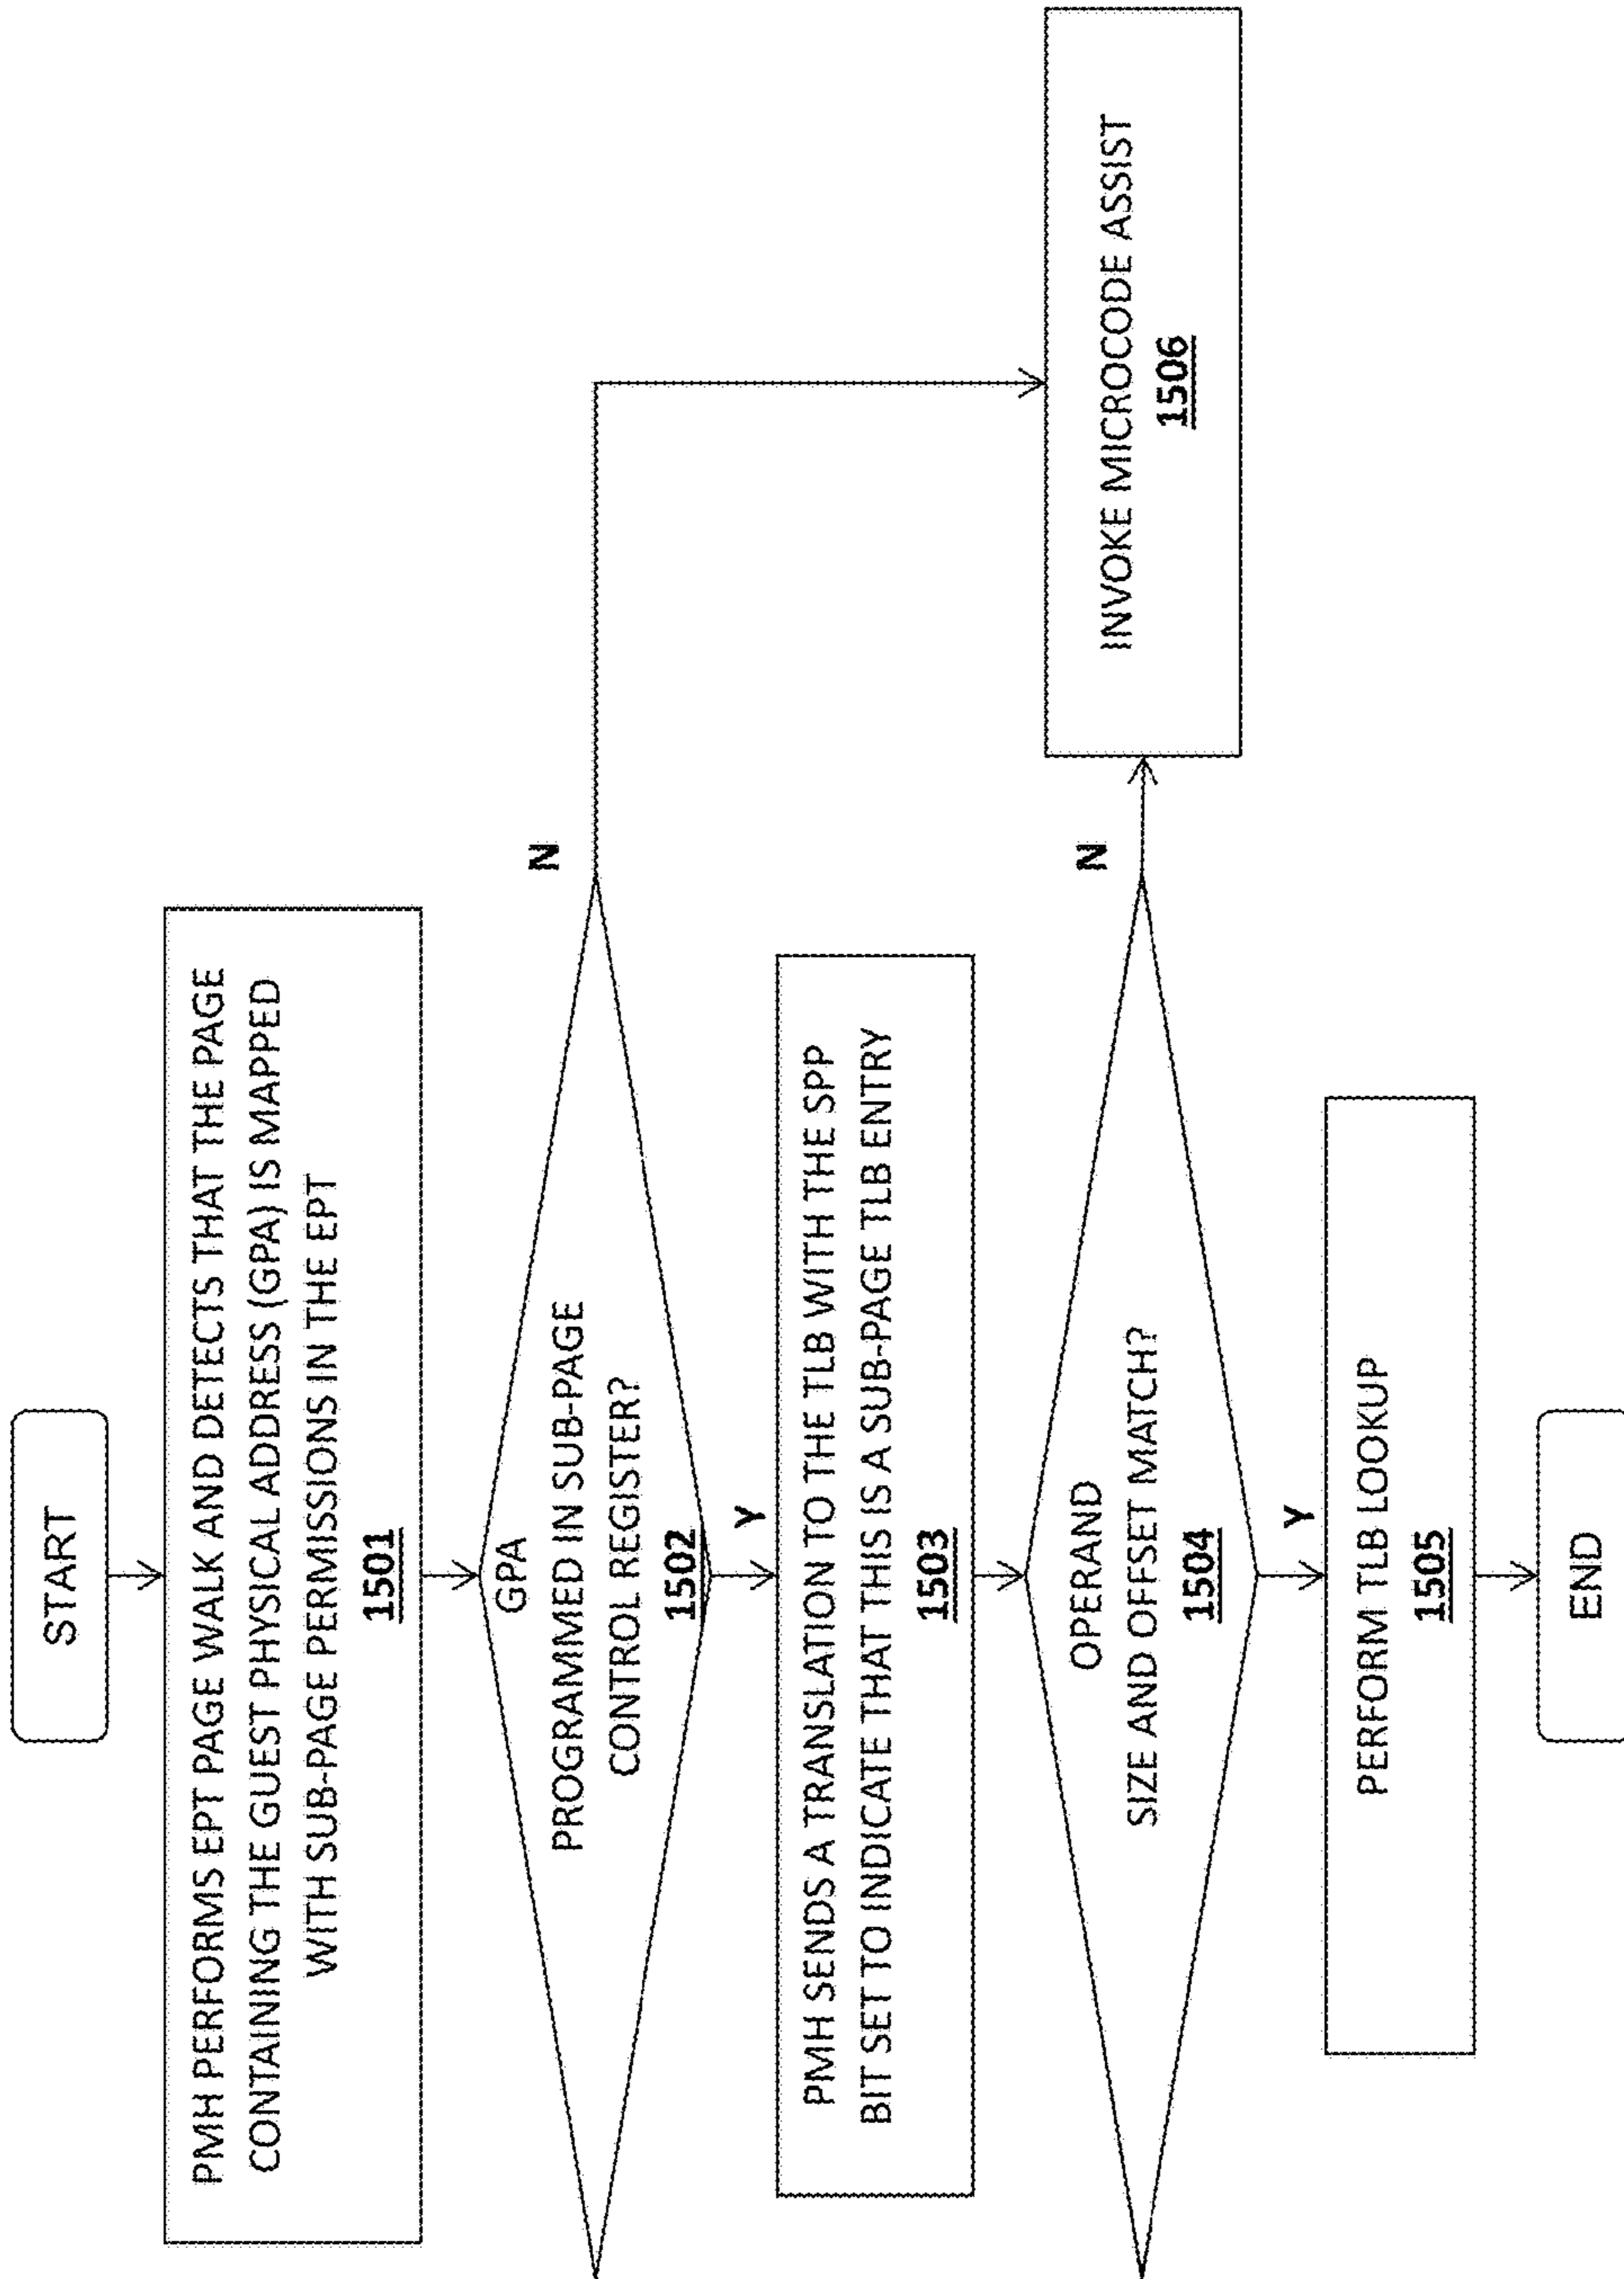 START
PMH PERFORMS EPT PAGE WALK AND DETECTS THAT THE PAGE
CONTAINING THE GUEST PHYSICAL ADDRESS (GPA) IS MAPPED
WITH SUB-PAGE PERMISSIONS IN THE EPT
1501
GPA
PROGRAMMED IN SUB-PAGE
CONTROL REGISTER?
1502
N
Y
PMH SENDS A TRANSLATION TO THE TLB WITH THE SPP
BIT SET TO INDICATE THAT THIS IS A SUB-PAGE TLB ENTRY
1503
OPERAND
SIZE AND OFFSET MATCH?
1504
N
INVOKE MICROCODE ASSIST
1506
Y
PERFORM TLB LOOKUP
1505
END